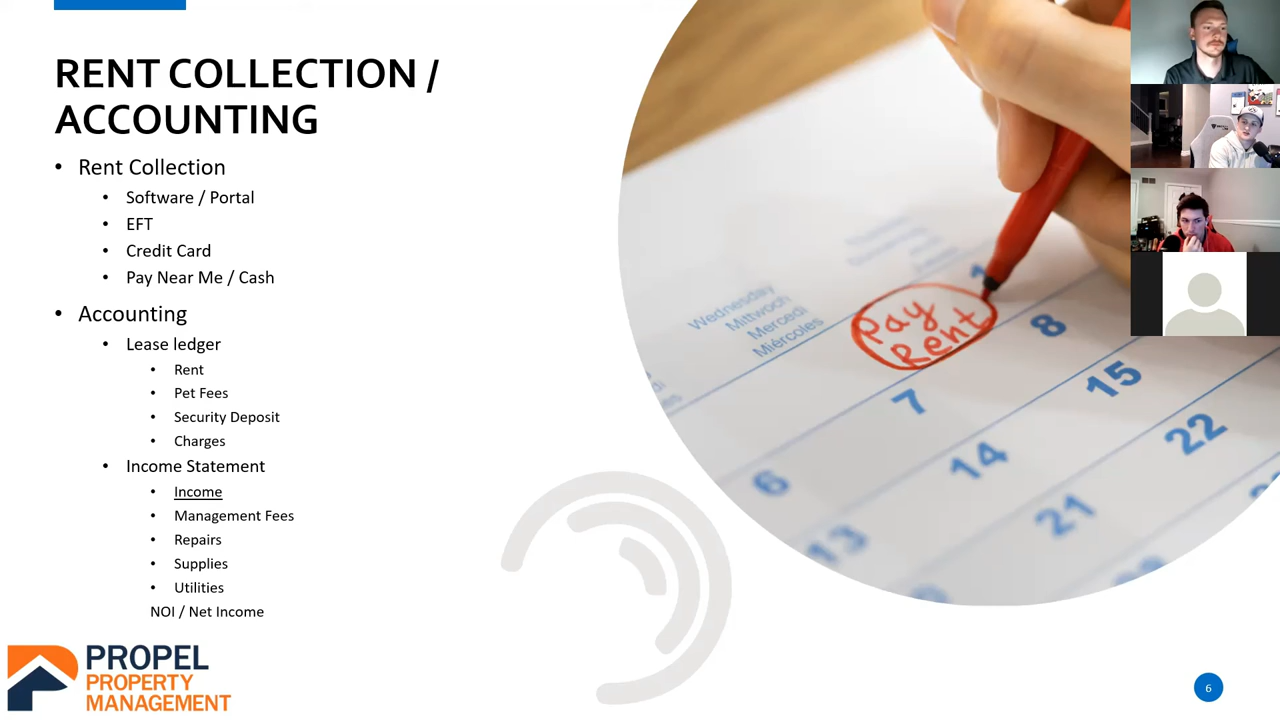 RENT COLLECTION /
ACCOUNTING
• Rent Collection
• Software / Portal
• EFT
• Credit Card
• Pay Near Me / Cash
• Accounting
• Lease ledger
• Rent
• Pet Fees
• Security Deposit
• Charges
• Income Statement
• Income
• Management Fees
• Repairs
• Supplies
• Utilities
NOI / Net Income
PROPEL
PROPERTY
MANAGEMENT
Wednesday
Mittwoch
Mercredi
Miércoles
Pay
Rent
1
8
7
15
6
14
22
13
21
6